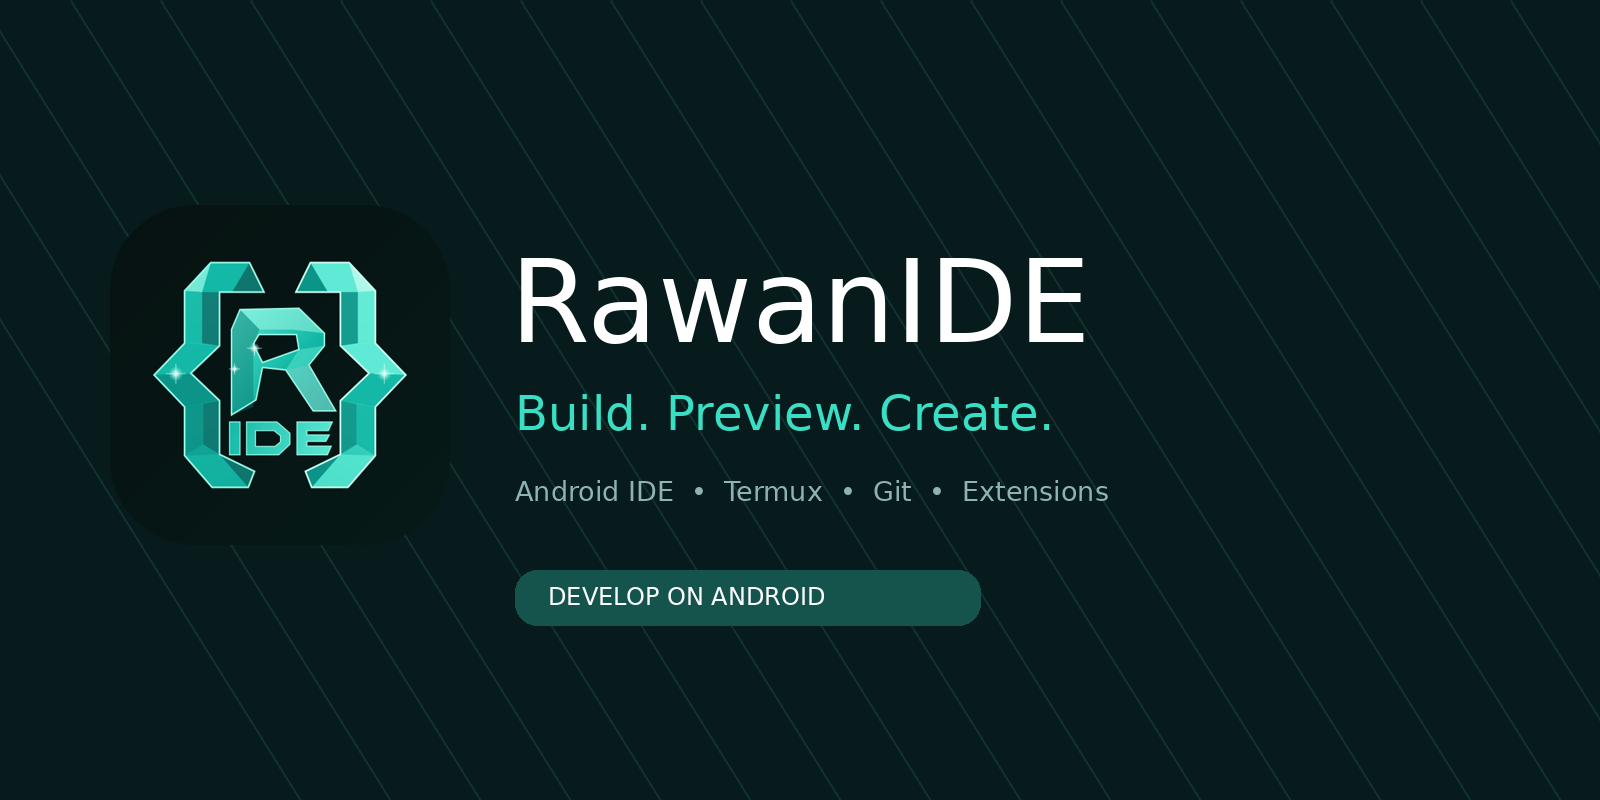 R
IDE
RawanIDE
Build. Preview. Create.
Android IDE • Termux • Git • Extensions
DEVELOP ON ANDROID